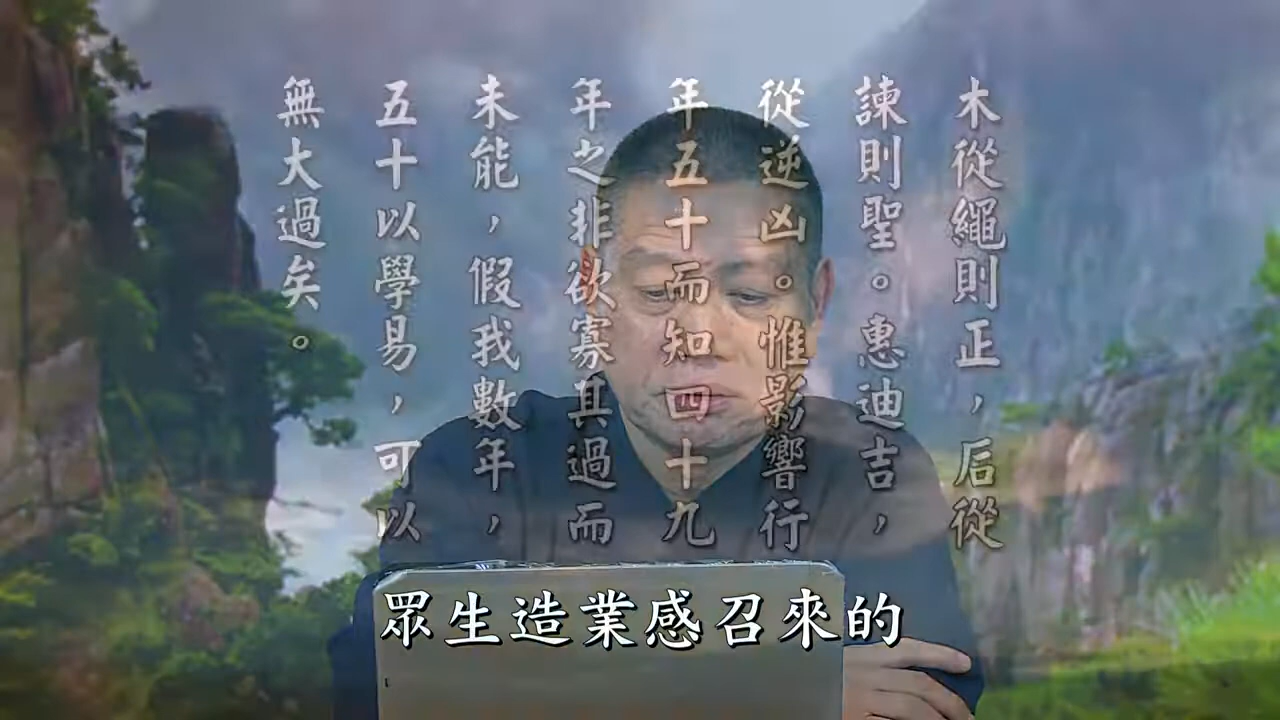 木從繩則正，后從
諫則聖。惠迪吉，
從逆凶。惟影響行
年五十而知四十九
年之非欲寡其過而
未能，假我數年，
五十以學易，可以
無大過矣。
眾生造業感召來的